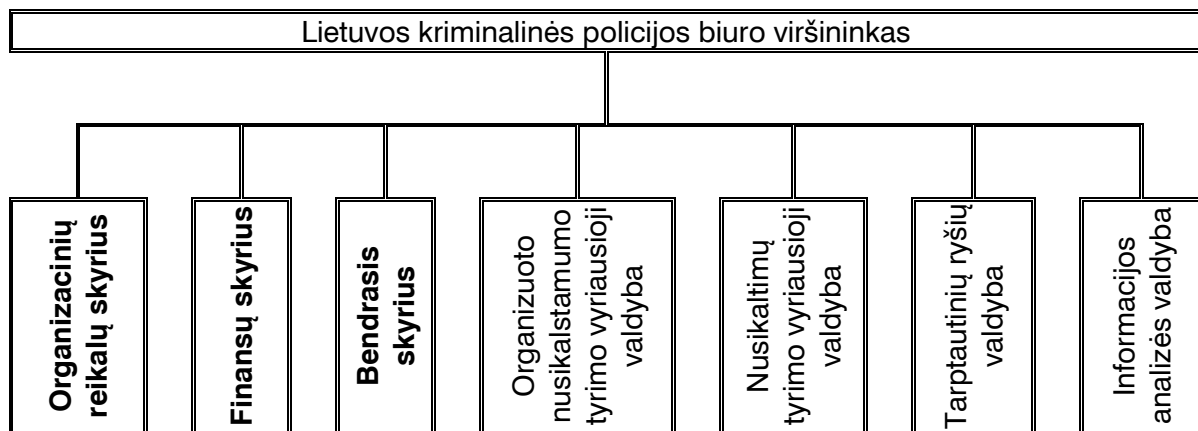 Lietuvos kriminalinės policijos biuro viršininkas
Organizacinių
reikalų skyrius
Finansų skyrius
Bendrasis
skyrius
Organizuoto
nusikalstamumo
tyrimo vyriausioji
valdyba
Nusikaltimų
tyrimo vyriausioji
valdyba
Tarptautinių ryšių
valdyba
Informacijos
analizės valdyba